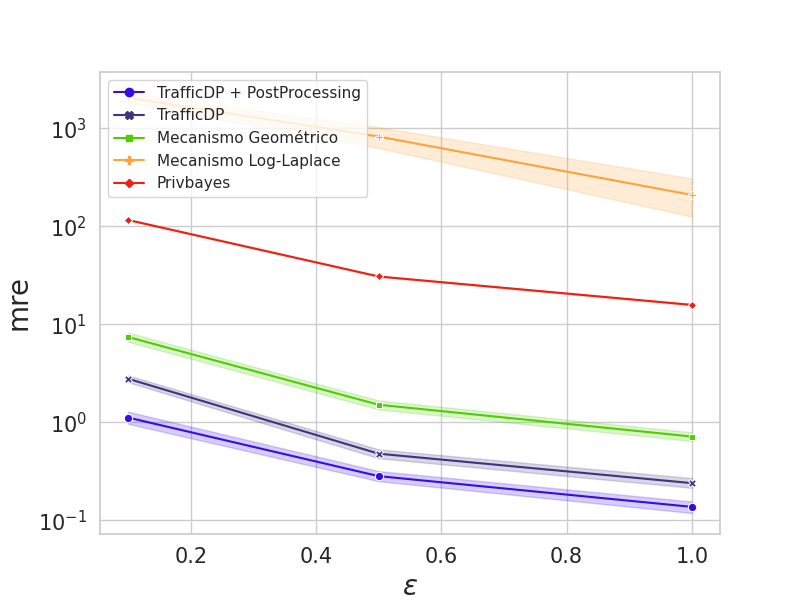 TrafficDP + PostProcessing
TrafficDP
Mecanismo Geométrico
Mecanismo Log-Laplace
Privbayes
10³
10²
10¹
10⁰
10⁻¹
mre
0.2 0.4 0.6 0.8 1.0
ε